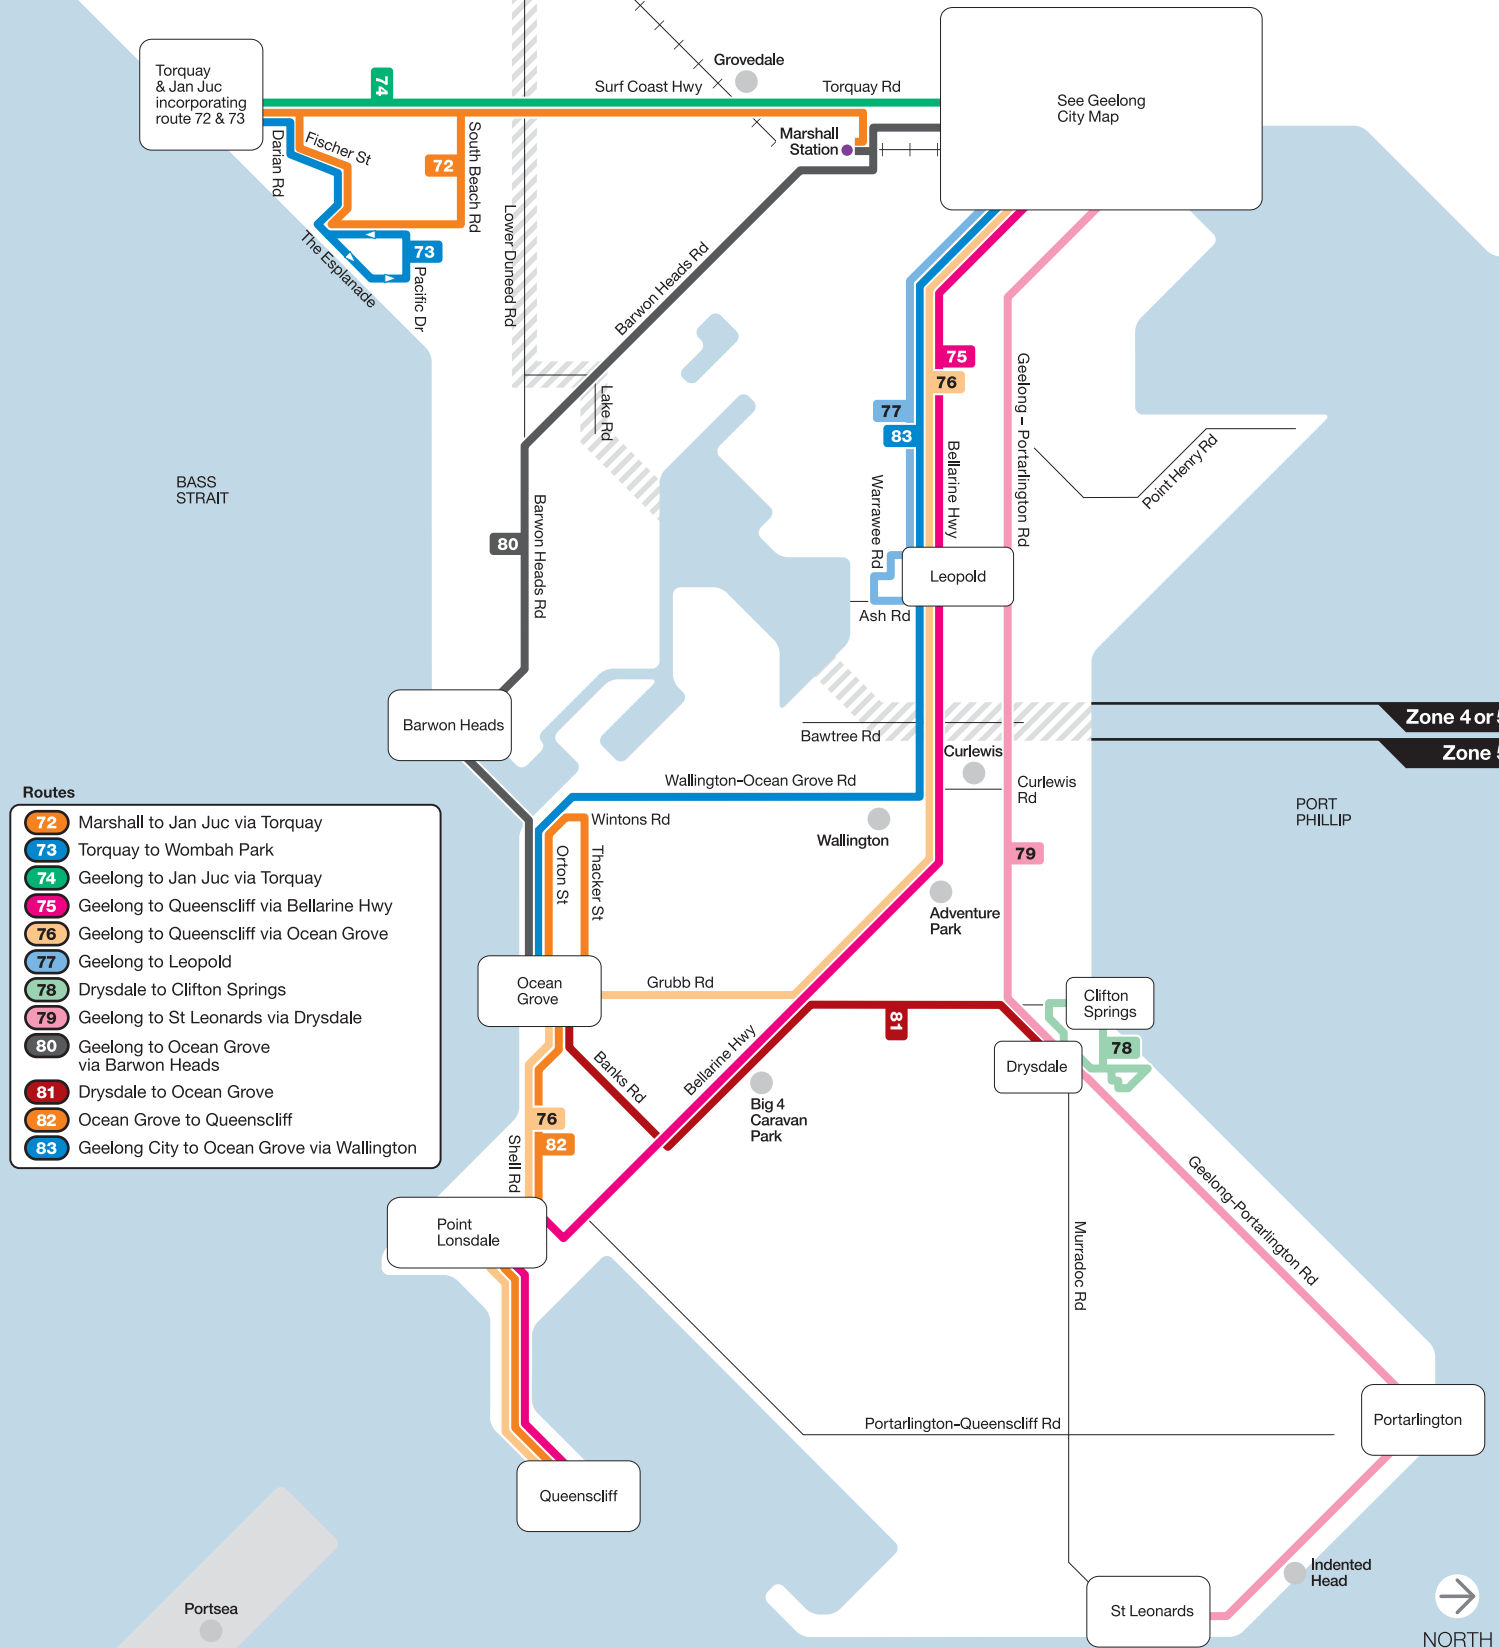 Torquay
& Jan Juc
incorporating
route 72 & 73
74
Surf Coast Hwy
Grovedale
Torquay Rd
See Geelong
City Map
Marshall
Station
Darian Rd
Fischer St
72
South Beach Rd
The Esplanade
73
Pacific Dr
Lower Duneed Rd
Barwon Heads Rd
Lake Rd
75
76
77
83
Geelong – Portarlington Rd
Bellarine Hwy
Warrawee Rd
Point Henry Rd
BASS
STRAIT
80
Barwon Heads Rd
Leopold
Ash Rd
Barwon Heads
Bawtree Rd
Curlewis
Curlewis
Rd
Zone 4 or 5
Zone 5
Wallington-Ocean Grove Rd
Wallington
PORT
PHILLIP
Wintons Rd
Orton St
Thacker St
79
Adventure
Park
Routes
72 Marshall to Jan Juc via Torquay
73 Torquay to Wombah Park
74 Geelong to Jan Juc via Torquay
75 Geelong to Queenscliff via Bellarine Hwy
76 Geelong to Queenscliff via Ocean Grove
77 Geelong to Leopold
78 Drysdale to Clifton Springs
79 Geelong to St Leonards via Drysdale
80 Geelong to Ocean Grove
via Barwon Heads
81 Drysdale to Ocean Grove
82 Ocean Grove to Queenscliff
83 Geelong City to Ocean Grove via Wallington
Ocean
Grove
Grubb Rd
81
Clifton
Springs
78
Drysdale
Banks Rd
Bellarine Hwy
Big 4
Caravan
Park
76
82
Shell Rd
Point
Lonsdale
Geelong-Portarlington Rd
Murradoc Rd
Portarlington-Queenscliff Rd
Portarlington
Queenscliff
Indented
Head
St Leonards
Portsea
NORTH